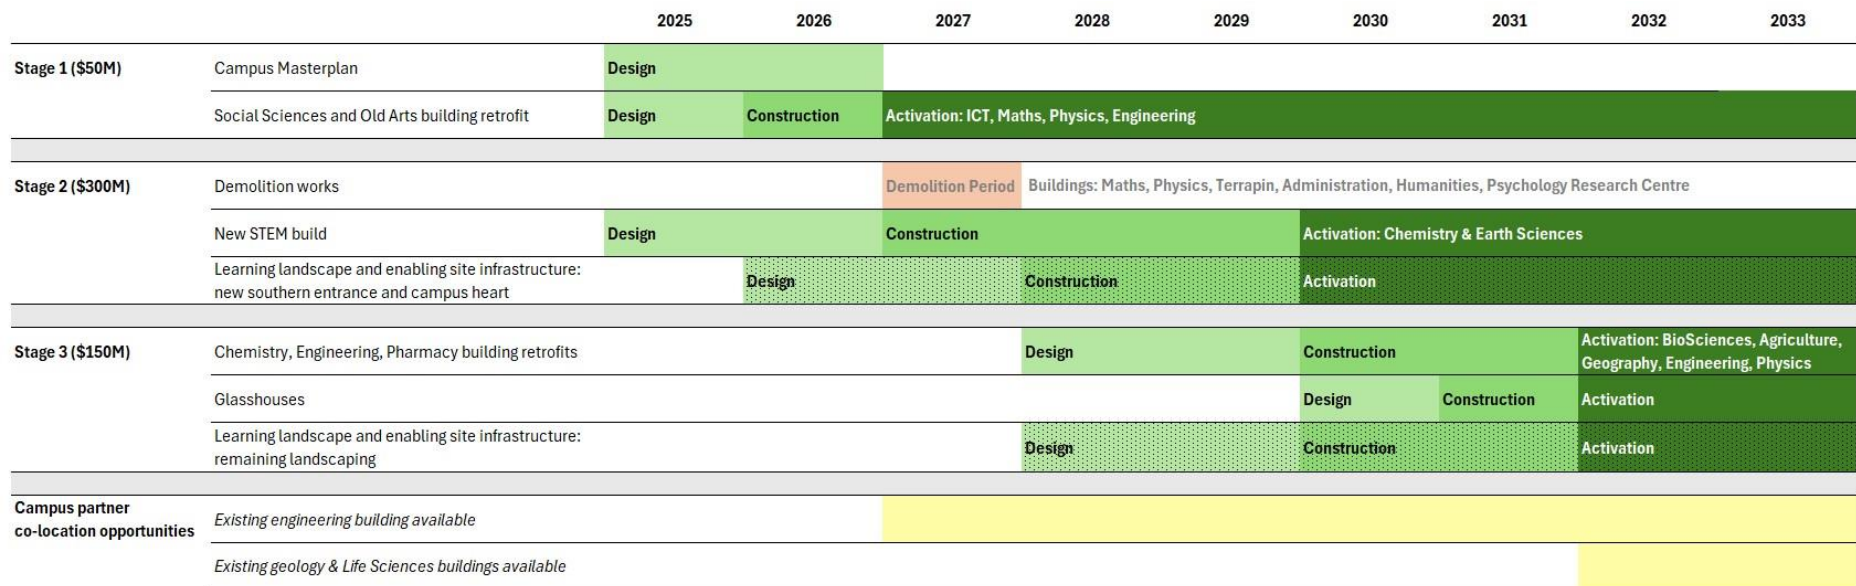 2025 2026 2027 2028 2029 2030 2031 2032 2033
Stage 1 ($50M) Campus Masterplan Design
Social Sciences and Old Arts building retrofit Design Construction Activation: ICT, Maths, Physics, Engineering
Stage 2 ($300M) Demolition works Demolition Period Buildings: Maths, Physics, Terrapin, Administration, Humanities, Psychology Research Centre
New STEM build Design Construction Activation: Chemistry & Earth Sciences
Learning landscape and enabling site infrastructure:
new southern entrance and campus heart Design Construction Activation
Stage 3 ($150M) Chemistry, Engineering, Pharmacy building retrofits Design Construction Activation: BioSciences, Agriculture,
Geography, Engineering, Physics
Glasshouses Design Construction Activation
Learning landscape and enabling site infrastructure:
remaining landscaping Design Construction Activation
Campus partner
co-location opportunities Existing engineering building available
Existing geology & Life Sciences buildings available